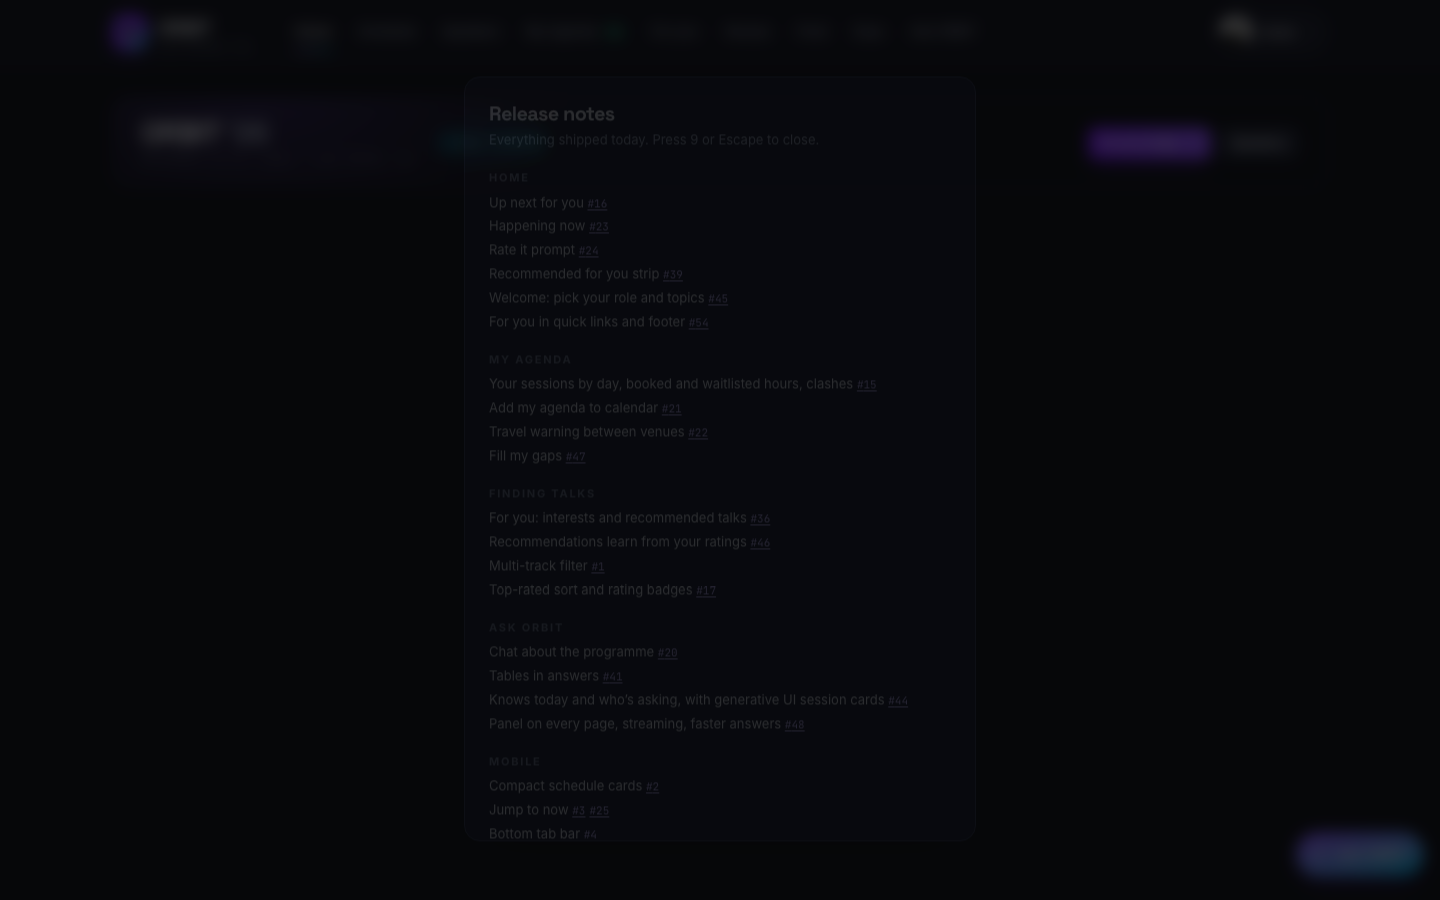 Release notes
Everything shipped today. Press 9 or Escape to close.
HOME
Up next for you #16
Happening now #23
Rate it prompt #24
Recommended for you strip #39
Welcome: pick your role and topics #45
For you in quick links and footer #54
MY AGENDA
Your sessions by day, booked and waitlisted hours, clashes #15
Add my agenda to calendar #21
Travel warning between venues #22
Fill my gaps #47
FINDING TALKS
For you: interests and recommended talks #36
Recommendations learn from your ratings #46
Multi-track filter #1
Top-rated sort and rating badges #17
ASK ORBIT
Chat about the programme #20
Tables in answers #41
Knows today and who's asking, with generative UI session cards #44
Panel on every page, streaming, faster answers #48
MOBILE
Compact schedule cards #2
Jump to now #3 #25
Bottom tab bar #4